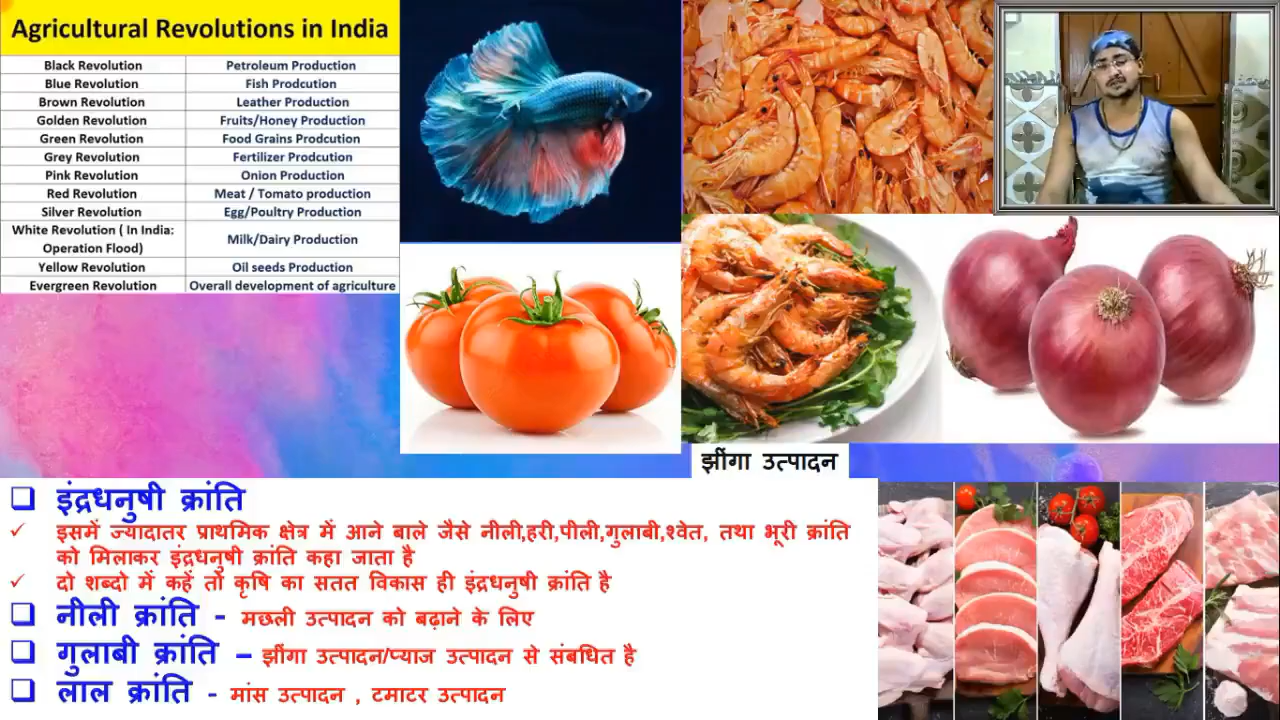 Agricultural Revolutions in India
Black Revolution Petroleum Production
Blue Revolution Fish Prodcution
Brown Revolution Leather Production
Golden Revolution Fruits/Honey Production
Green Revolution Food Grains Prodcution
Grey Revolution Fertilizer Prodcution
Pink Revolution Onion Production
Red Revolution Meat / Tomato production
Silver Revolution Egg/Poultry Production
White Revolution ( In India:
Operation Flood) Milk/Dairy Production
Yellow Revolution Oil seeds Production
Evergreen Revolution Overall development of agriculture
झींगा उत्पादन
इंद्रधनुषी क्रांति
इसमें ज्यादातर प्राथमिक क्षेत्र में आने बाले जैसे नीली,हरी,पीली,गुलाबी,श्वेत, तथा भूरी क्रांति
को मिलाकर इंद्रधनुषी क्रांति कहा जाता है
दो शब्दो में कहें तो कृषि का सतत विकास ही इंद्रधनुषी क्रांति है
नीली क्रांति - मछली उत्पादन को बढ़ाने के लिए
गुलाबी क्रांति – झींगा उत्पादन/प्याज उत्पादन से संबधित है
लाल क्रांति - मांस उत्पादन , टमाटर उत्पादन